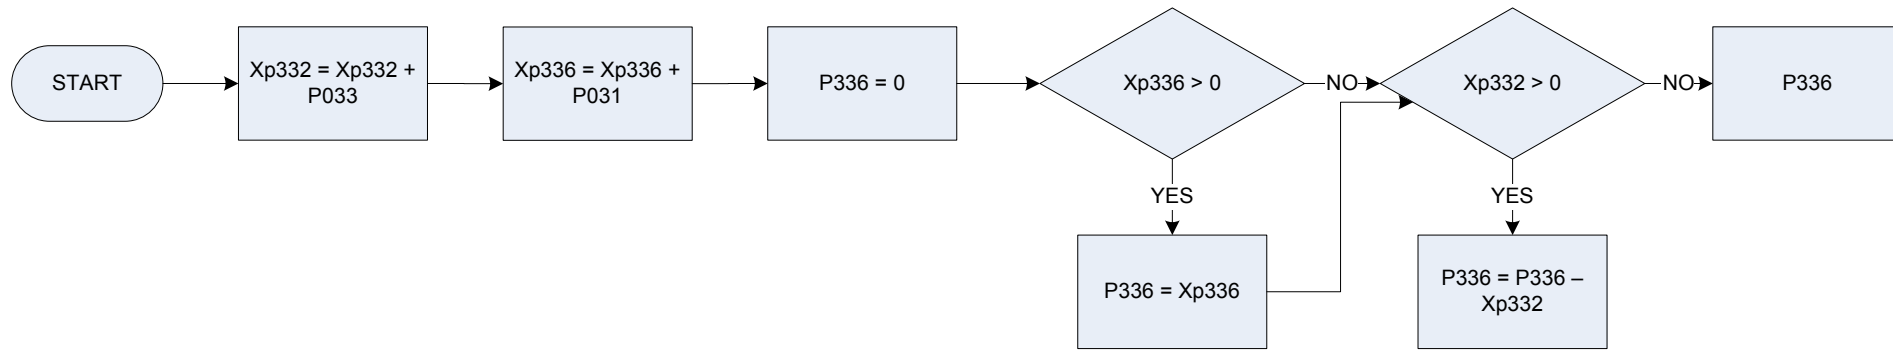 START
Xp332 = Xp332 +
P033
Xp336 = Xp336 +
P031
P336 = 0
Xp336 > 0
NO
Xp332 > 0
NO
P336
YES
YES
P336 = Xp336
P336 = P336 –
Xp332